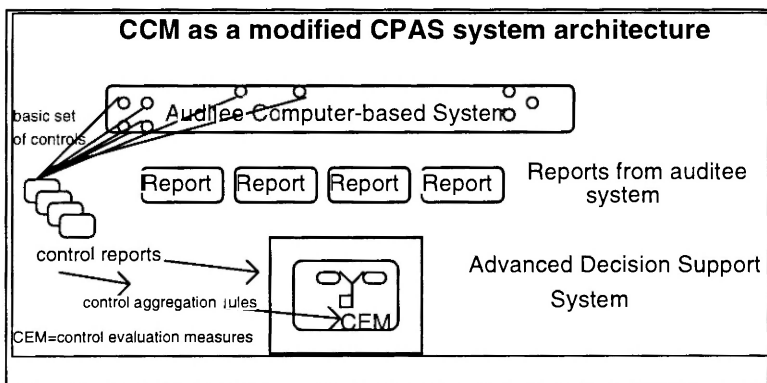 CCM as a modified CPAS system architecture
basic set
of controls
Auditee Computer-based System
Report Report Report Report
Reports from auditee
system
control reports
control aggregation rules
CEM
Advanced Decision Support
System
CEM=control evaluation measures